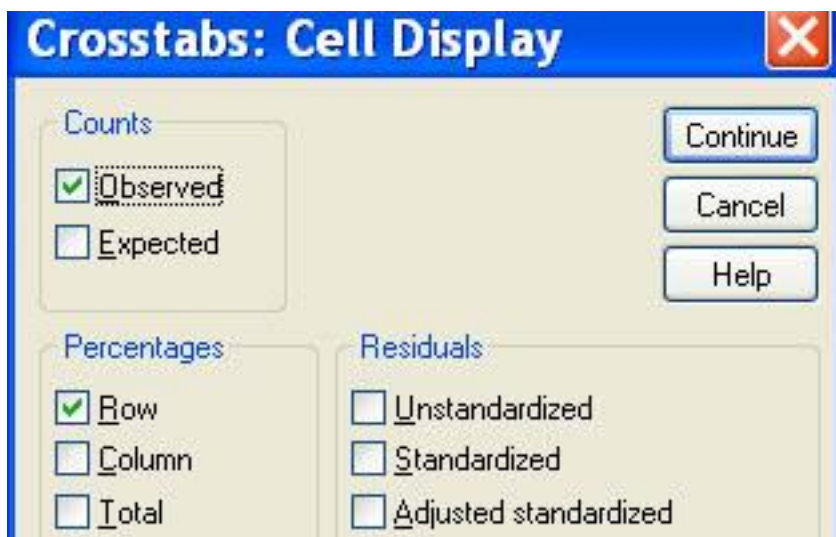 Crosstabs: Cell Display
Counts
Observed
Expected
Continue
Cancel
Help
Percentages
Row
Column
Total
Residuals
Unstandardized
Standardized
Adjusted standardized